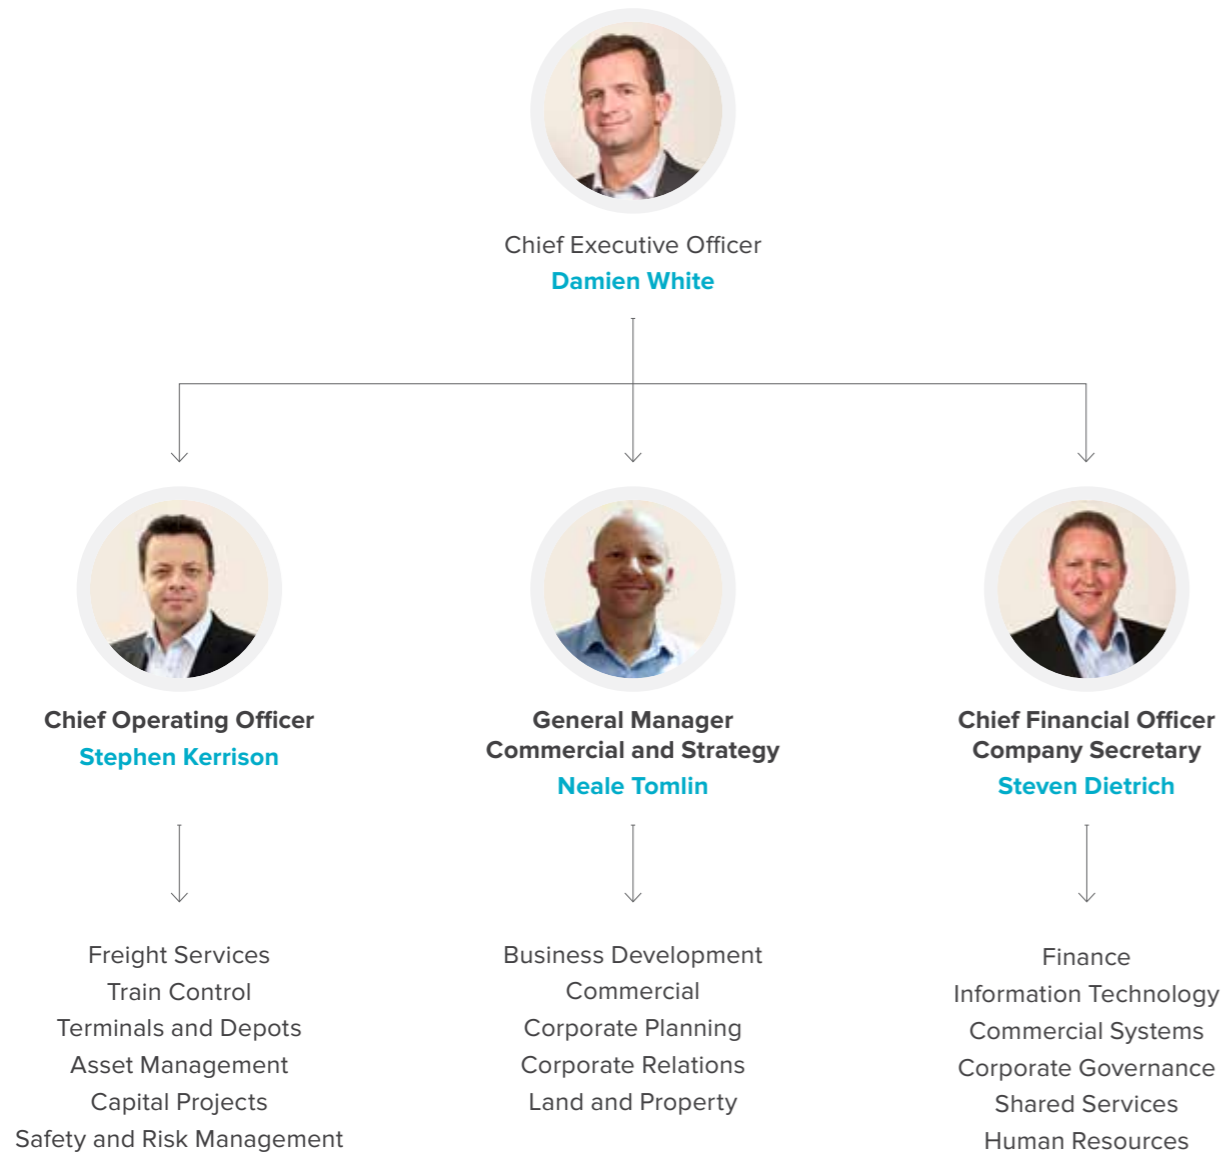 Chief Executive Officer
Damien White
Chief Operating Officer
Stephen Kerrison
General Manager
Commercial and Strategy
Neale Tomlin
Chief Financial Officer
Company Secretary
Steven Dietrich
Freight Services
Train Control
Terminals and Depots
Asset Management
Capital Projects
Safety and Risk Management
Business Development
Commercial
Corporate Planning
Corporate Relations
Land and Property
Finance
Information Technology
Commercial Systems
Corporate Governance
Shared Services
Human Resources